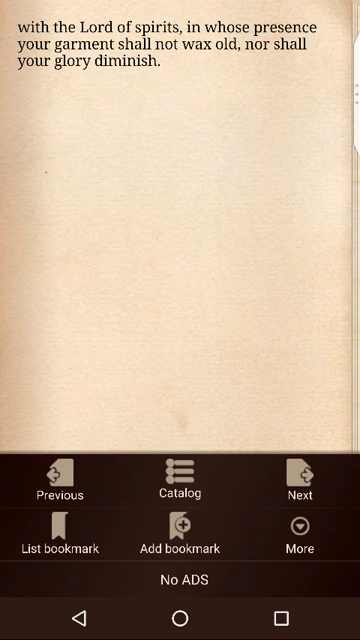 with the Lord of spirits, in whose presence
your garment shall not wax old, nor shall
your glory diminish.
Previous
Catalog
Next
List bookmark
Add bookmark
More
No ADS